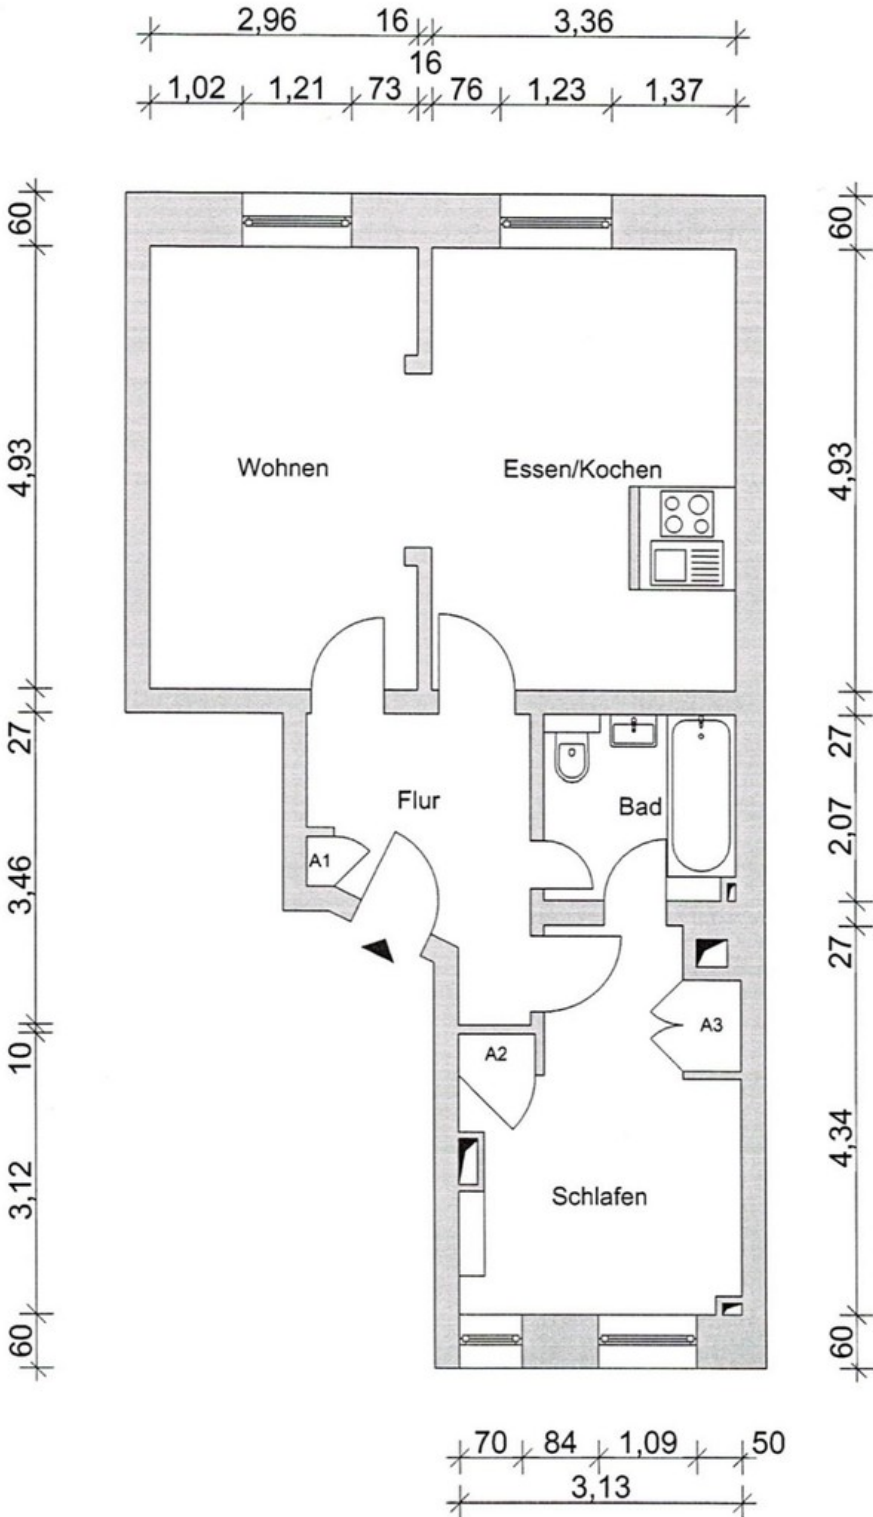 2,96 16 3,36
16
1,02 1,21 73 76 1,23 1,37
60 60
4,93 4,93
Wohnen Essen/Kochen
27 27
Flur Bad
2,07
A1
3,46
27
A3
10 A2
4,34
3,12
Schlafen
60 60
70 84 1,09 50
3,13